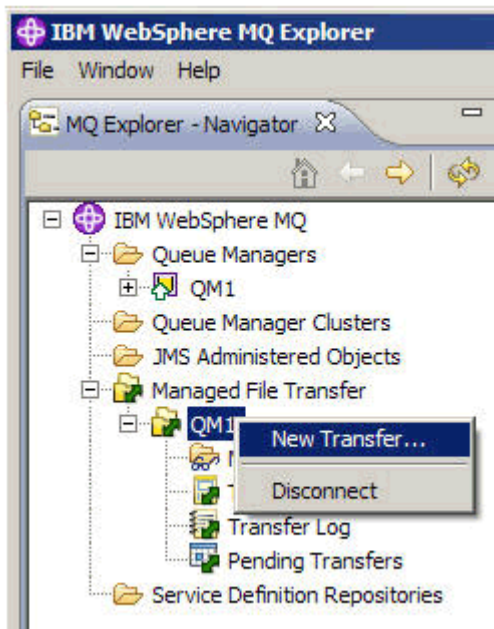 IBM WebSphere MQ Explorer
File Window Help
MQ Explorer - Navigator
IBM WebSphere MQ
Queue Managers
QM1
Queue Manager Clusters
JMS Administered Objects
Managed File Transfer
QM1
New Transfer...
Disconnect
Transfer Log
Pending Transfers
Service Definition Repositories